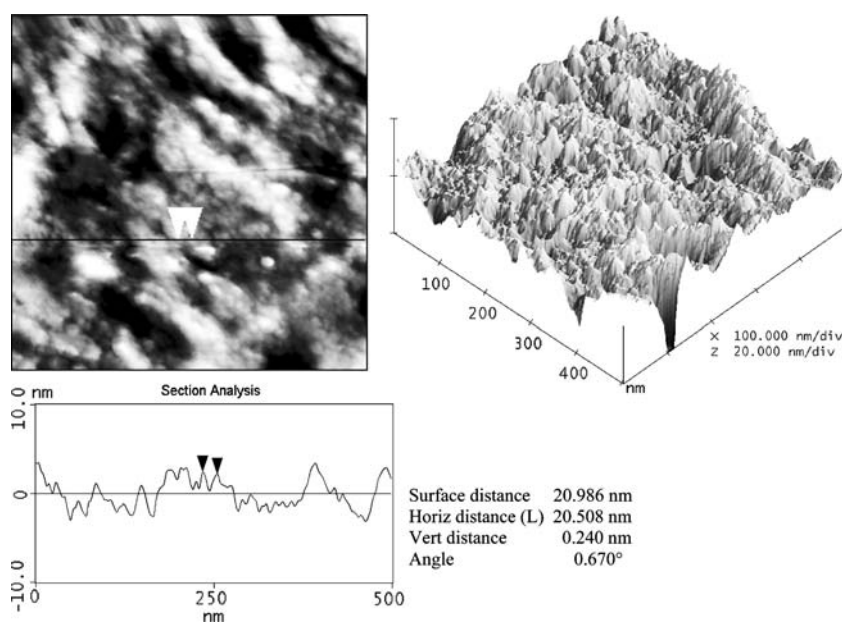 100
200
300
400
nm
X 100.000 nm/div
Z 20.000 nm/div
nm
Section Analysis
10.0
0
-10.0
0
250
500
nm
Surface distance 20.986 nm
Horiz distance (L) 20.508 nm
Vert distance 0.240 nm
Angle 0.670°